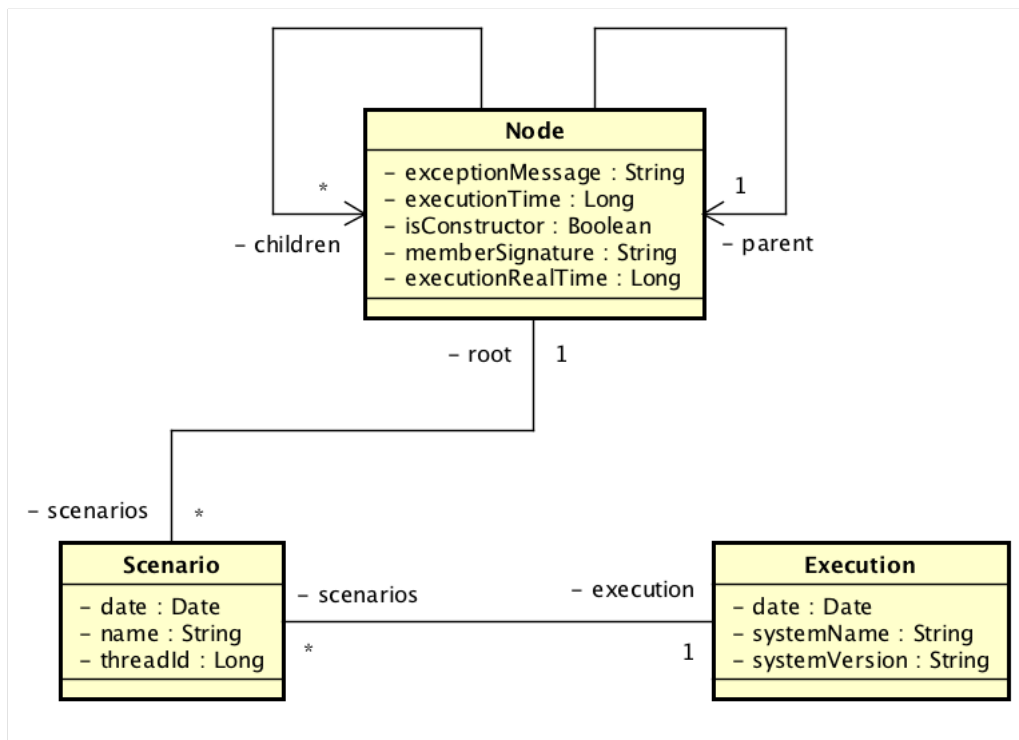 Node
– exceptionMessage : String
– executionTime : Long
– isConstructor : Boolean
– memberSignature : String
– executionRealTime : Long
*
– children
1
– parent
– root
1
– scenarios
*
Scenario
– date : Date
– name : String
– threadId : Long
– scenarios
*
– execution
1
Execution
– date : Date
– systemName : String
– systemVersion : String